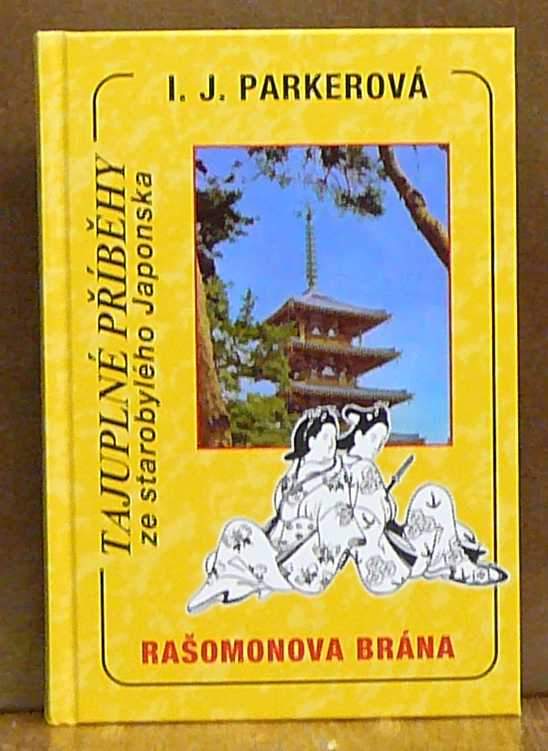 I. J. PARKEROVÁ
TAJUPLNÉ PŘÍBĚHY
ze starobylého Japonska
RAŠOMONOVA BRÁNA